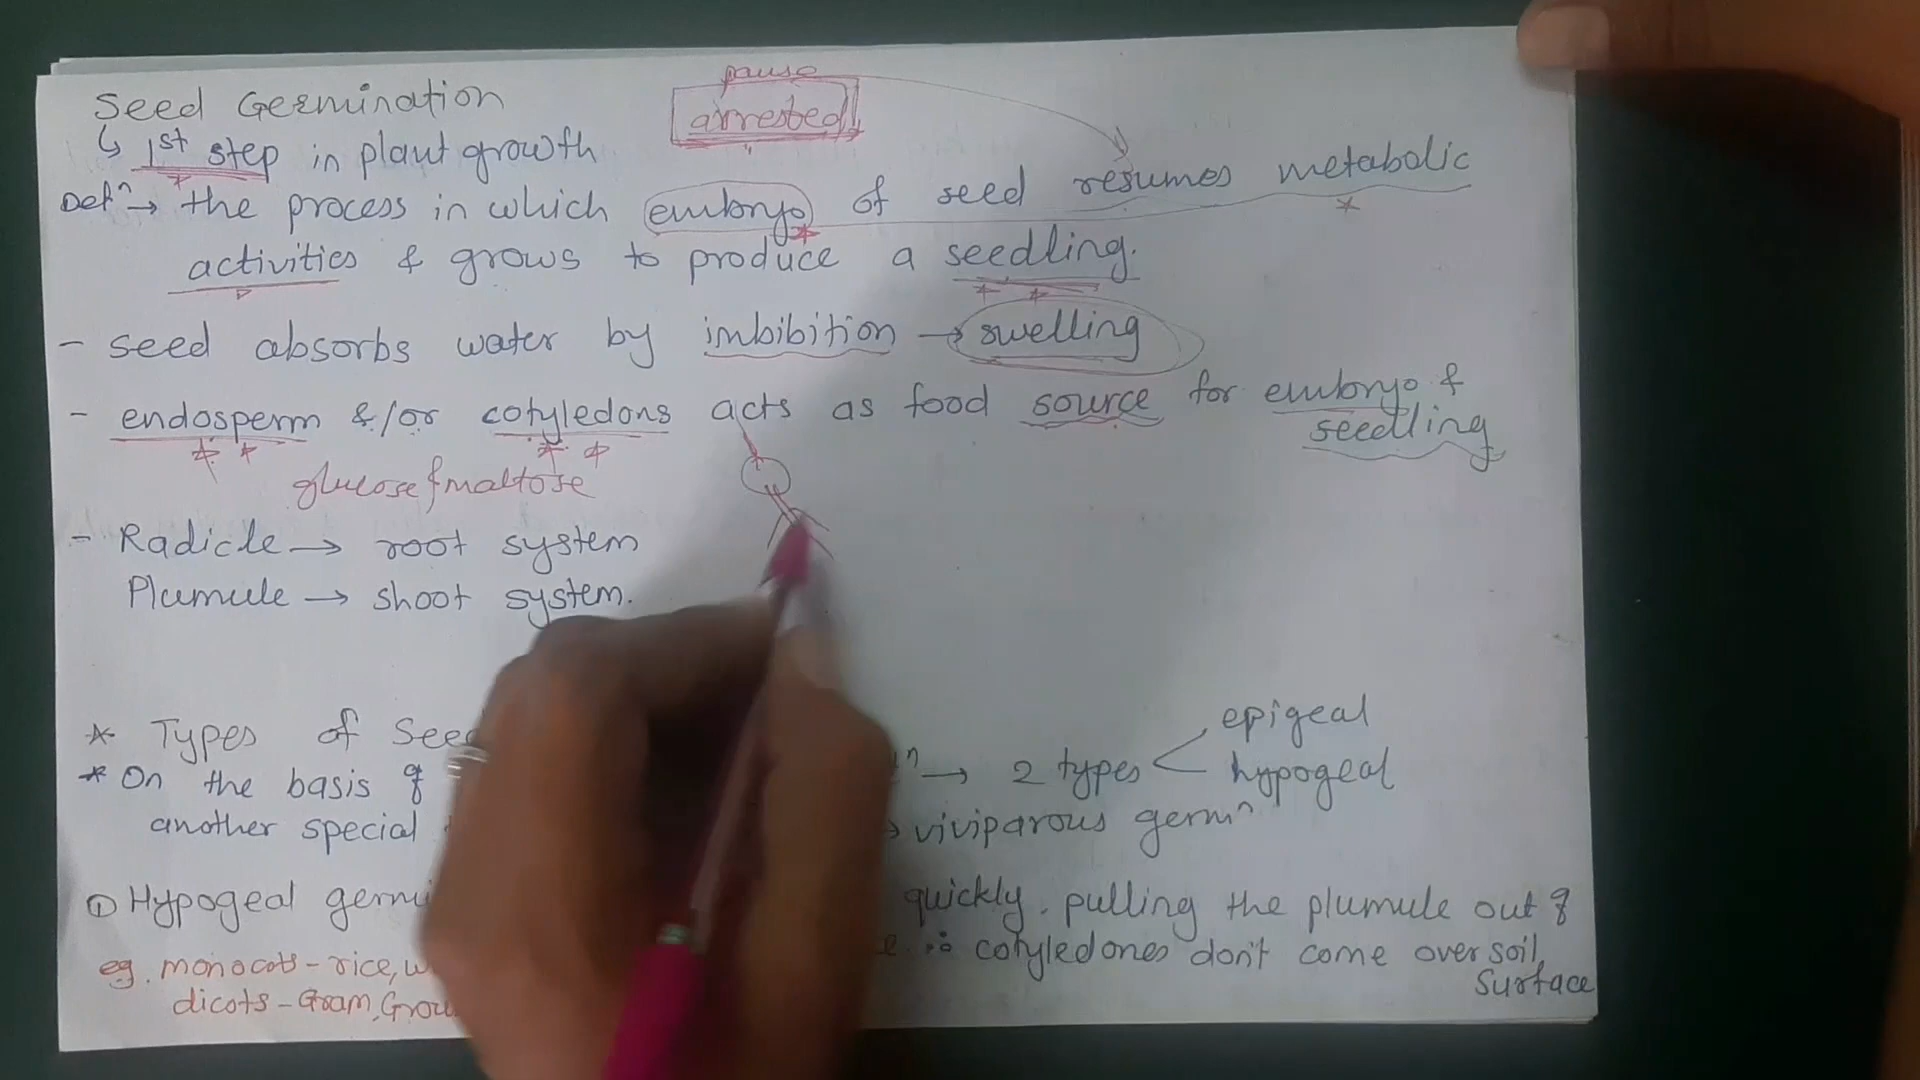 Seed Germination
pause
arrested
↳ 1st step in plant growth
Defⁿ → the process in which embryo of seed resumes metabolic
activities & grows to produce a seedling.
- seed absorbs water by imbibition → swelling
- endosperm &/or cotyledons acts as food source for embryo &
seedling
glucose & maltose
- Radicle → root system
Plumule → shoot system.
* Types of
* On the basis of → 2 types < epigeal
hypogeal
another special → viviparous germⁿ
① Hypogeal quickly. pulling the plumule out of
∴ cotyledones don't come over soil
surface
eg. monocots - rice,
dicots - Gram,